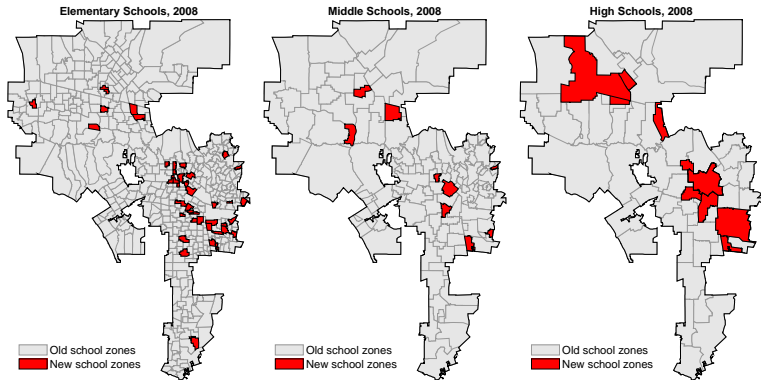 Elementary Schools, 2008
Middle Schools, 2008
High Schools, 2008
Old school zones
New school zones
Old school zones
New school zones
Old school zones
New school zones